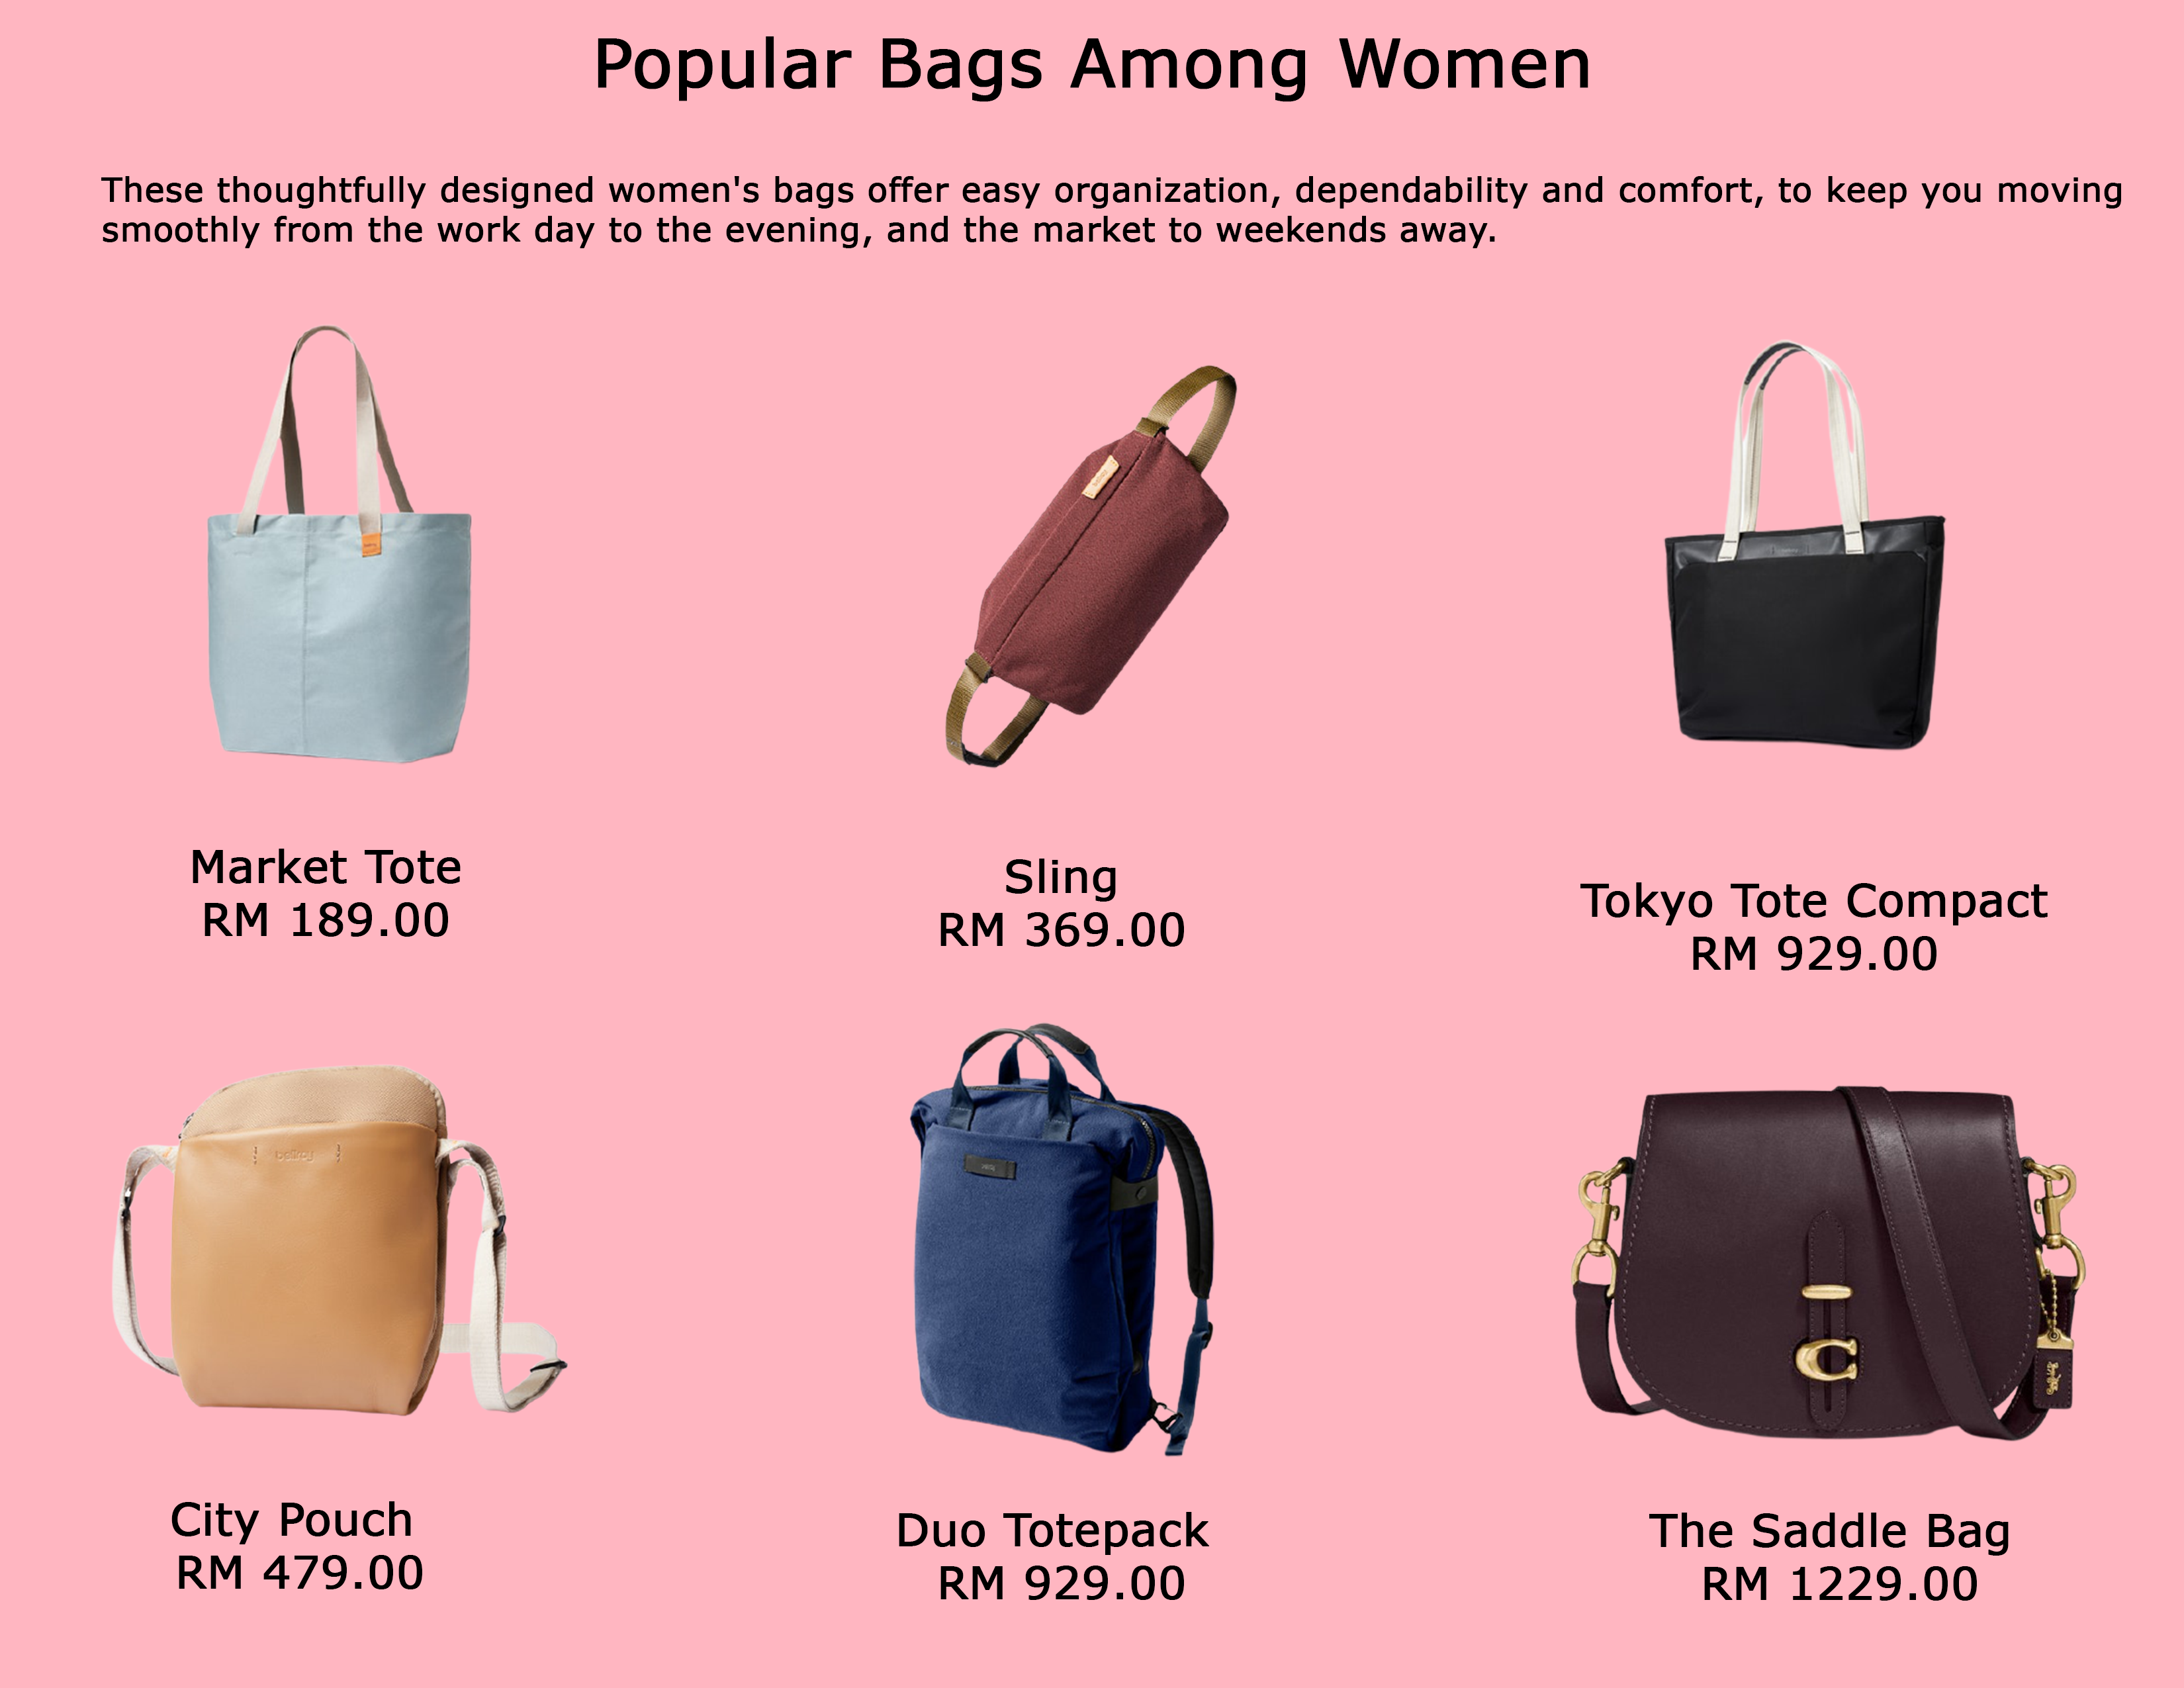 Popular Bags Among Women
These thoughtfully designed women's bags offer easy organization, dependability and comfort, to keep you moving
smoothly from the work day to the evening, and the market to weekends away.
Market Tote
RM 189.00
Sling
RM 369.00
Tokyo Tote Compact
RM 929.00
bellroy
City Pouch
RM 479.00
Duo Totepack
RM 929.00
The Saddle Bag
RM 1229.00